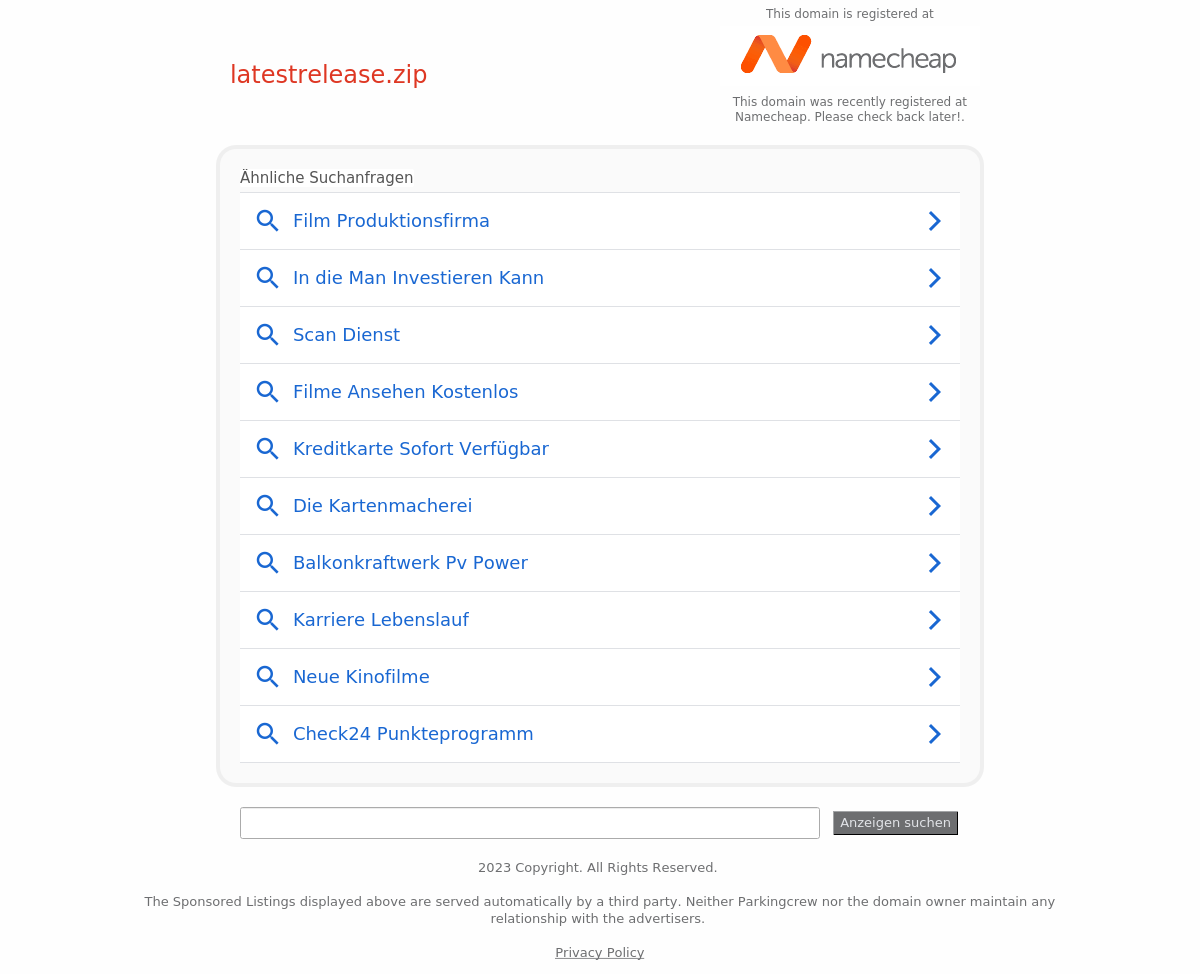 This domain is registered at
namecheap
latestrelease.zip
This domain was recently registered at
Namecheap. Please check back later!.
Ähnliche Suchanfragen
Film Produktionsfirma
In die Man Investieren Kann
Scan Dienst
Filme Ansehen Kostenlos
Kreditkarte Sofort Verfügbar
Die Kartenmacherei
Balkonkraftwerk Pv Power
Karriere Lebenslauf
Neue Kinofilme
Check24 Punkteprogramm
Anzeigen suchen
2023 Copyright. All Rights Reserved.
The Sponsored Listings displayed above are served automatically by a third party. Neither Parkingcrew nor the domain owner maintain any
relationship with the advertisers.
Privacy Policy